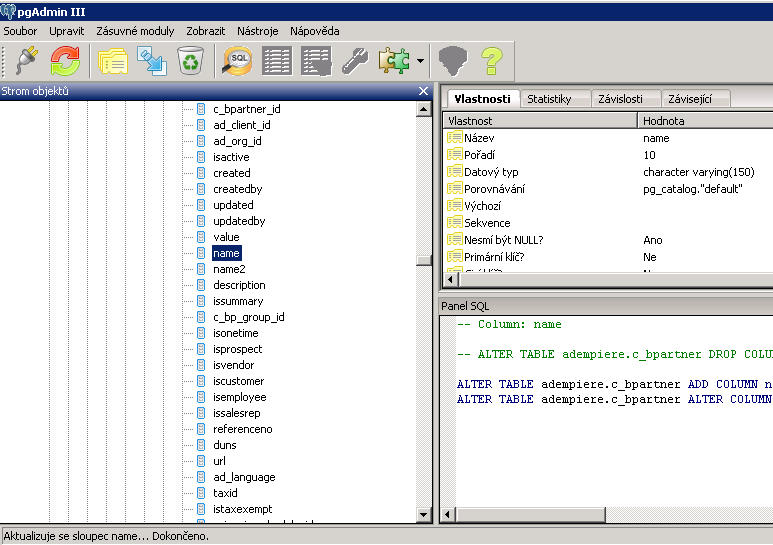 pgAdmin III
Soubor Upravit Zásuvné moduly Zobrazit Nástroje Nápověda
SQL
Strom objektů
c_bpartner_id
ad_client_id
ad_org_id
isactive
created
createdby
updated
updatedby
value
name
name2
description
issummary
c_bp_group_id
isonetime
isprospect
isvendor
iscustomer
isemployee
issalesrep
referenceno
duns
url
ad_language
taxid
istaxexempt
Vlastnosti Statistiky Závislosti Závisející
Vlastnost Hodnota
Název name
Pořadí 10
Datový typ character varying(150)
Porovnávání pg_catalog."default"
Výchozí
Sekvence
Nesmí být NULL? Ano
Primární klíč? Ne
Panel SQL
-- Column: name
-- ALTER TABLE adempiere.c_bpartner DROP COLU
ALTER TABLE adempiere.c_bpartner ADD COLUMN n
ALTER TABLE adempiere.c_bpartner ALTER COLUMN
Aktualizuje se sloupec name... Dokončeno.